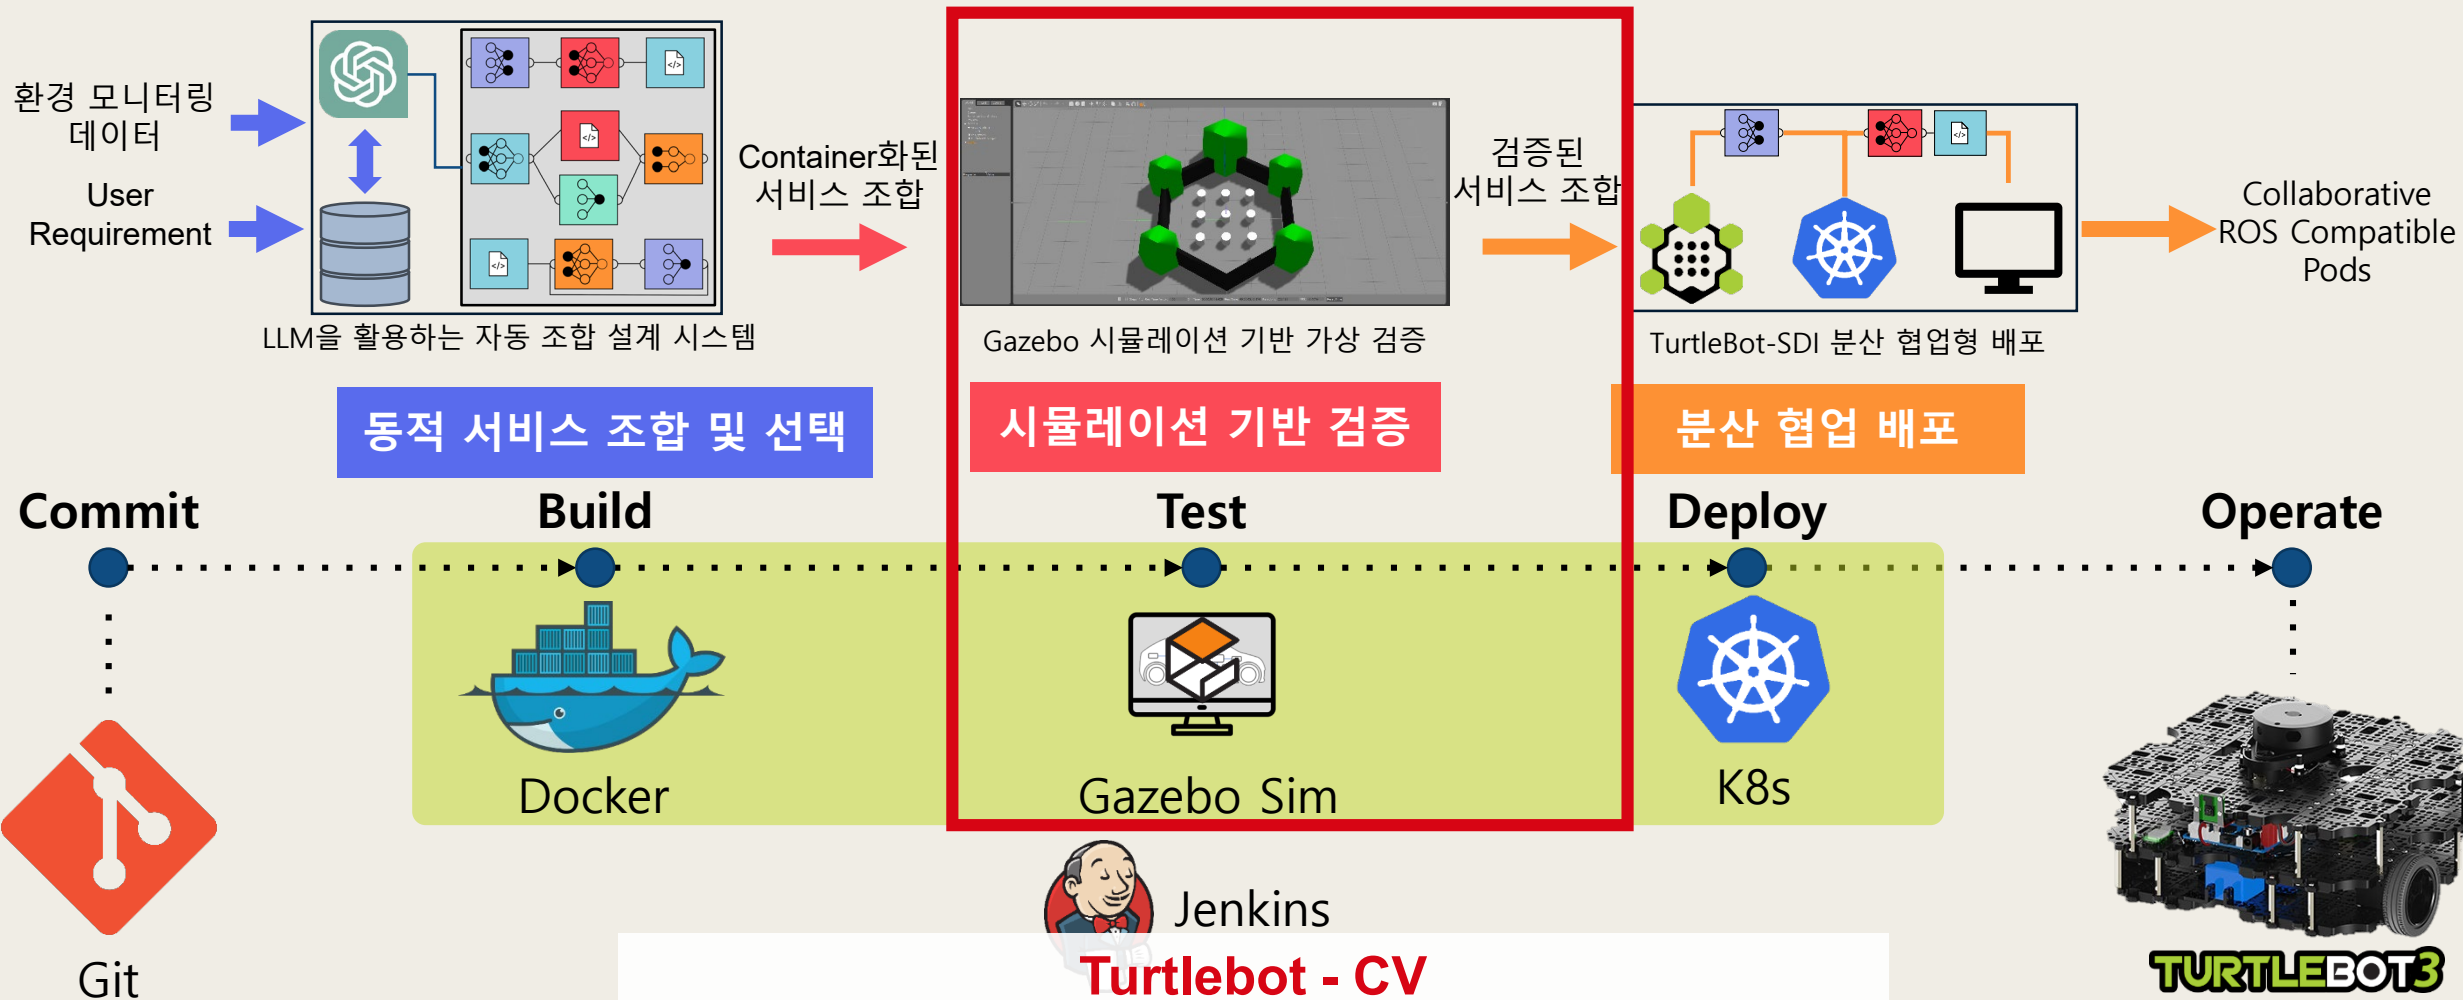 환경 모니터링
데이터
User
Requirement
LLM을 활용하는 자동 조합 설계 시스템
Container화된
서비스 조합
Gazebo 시뮬레이션 기반 가상 검증
검증된
서비스 조합
TurtleBot-SDI 분산 협업형 배포
Collaborative
ROS Compatible
Pods
동적 서비스 조합 및 선택
시뮬레이션 기반 검증
분산 협업 배포
Commit
Build
Test
Deploy
Operate
Docker
Gazebo Sim
K8s
Jenkins
Git
Turtlebot - CV
TURTLEBOT3